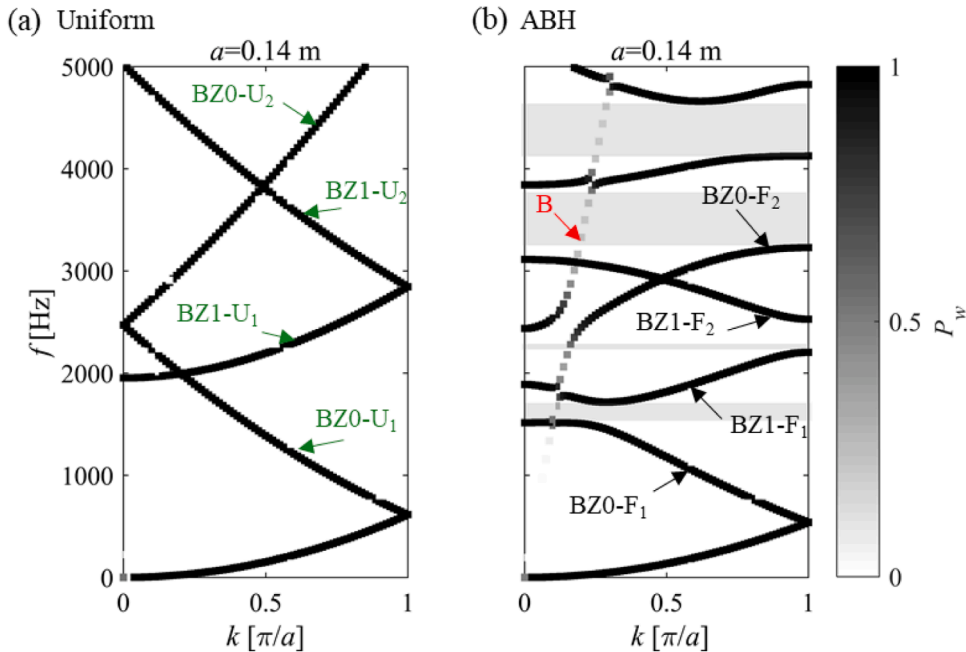 (a) Uniform
a=0.14 m
5000
4000
3000
2000
1000
0
f [Hz]
BZ0-U2
BZ1-U2
BZ1-U1
BZ0-U1
0
0.5
1
k [π/a]
(b) ABH
a=0.14 m
B
BZ0-F2
BZ1-F2
BZ1-F1
BZ0-F1
0
0.5
1
k [π/a]
1
0.5
0
Pw